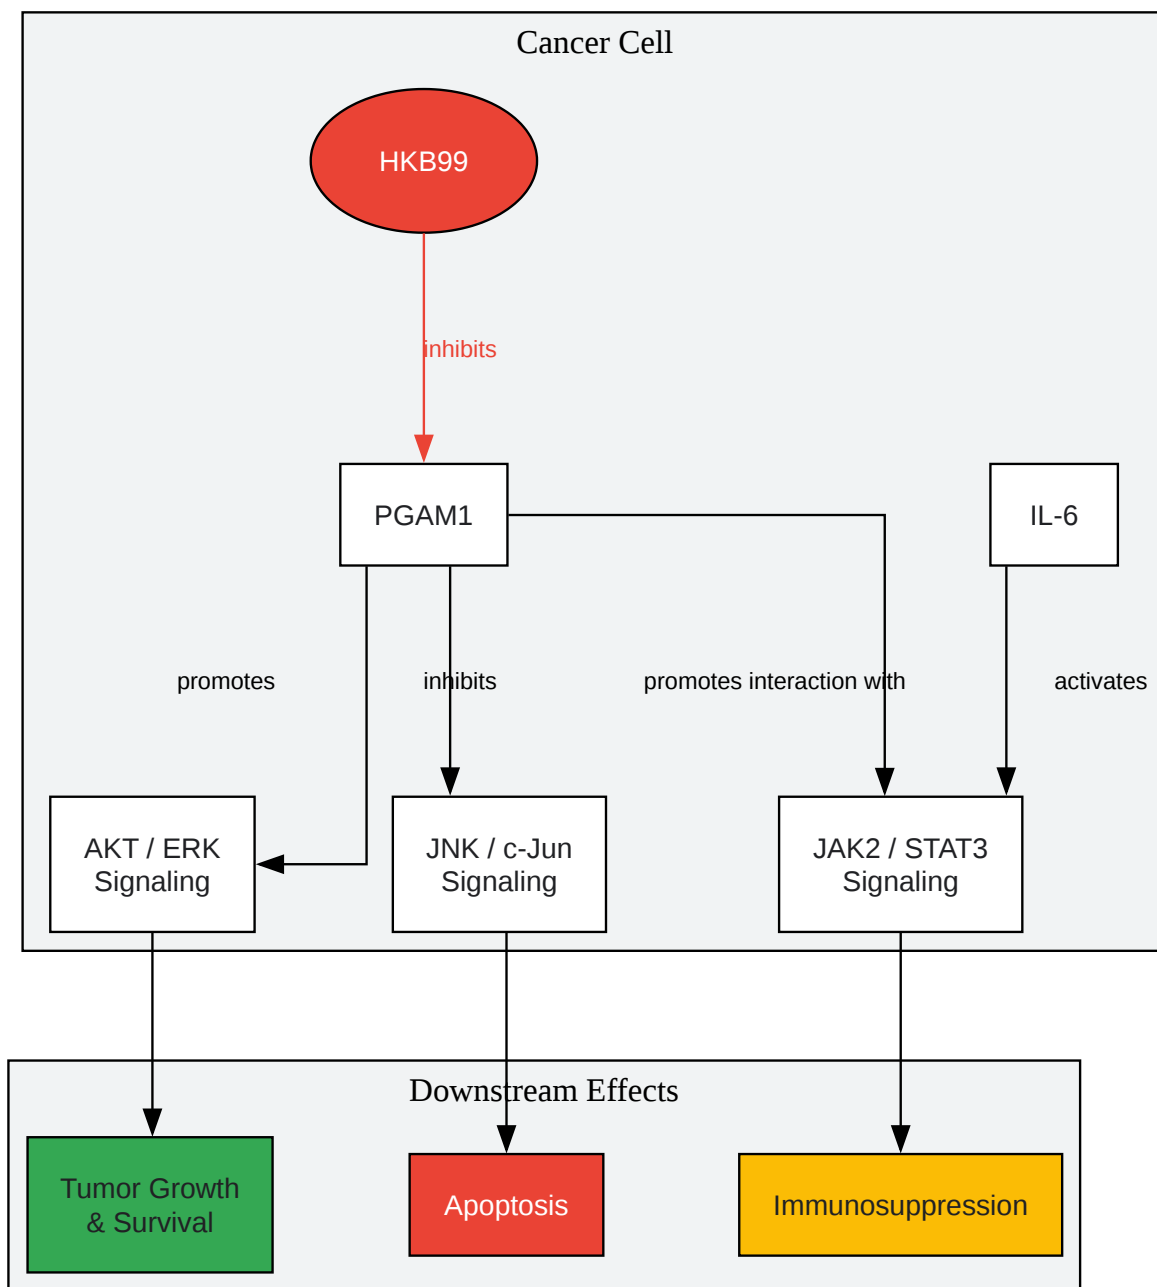 Cancer Cell
HKB99
inhibits
PGAM1
IL-6
promotes
inhibits
promotes interaction with
activates
AKT / ERK
Signaling
JNK / c-Jun
Signaling
JAK2 / STAT3
Signaling
Downstream Effects
Tumor Growth
& Survival
Apoptosis
Immunosuppression